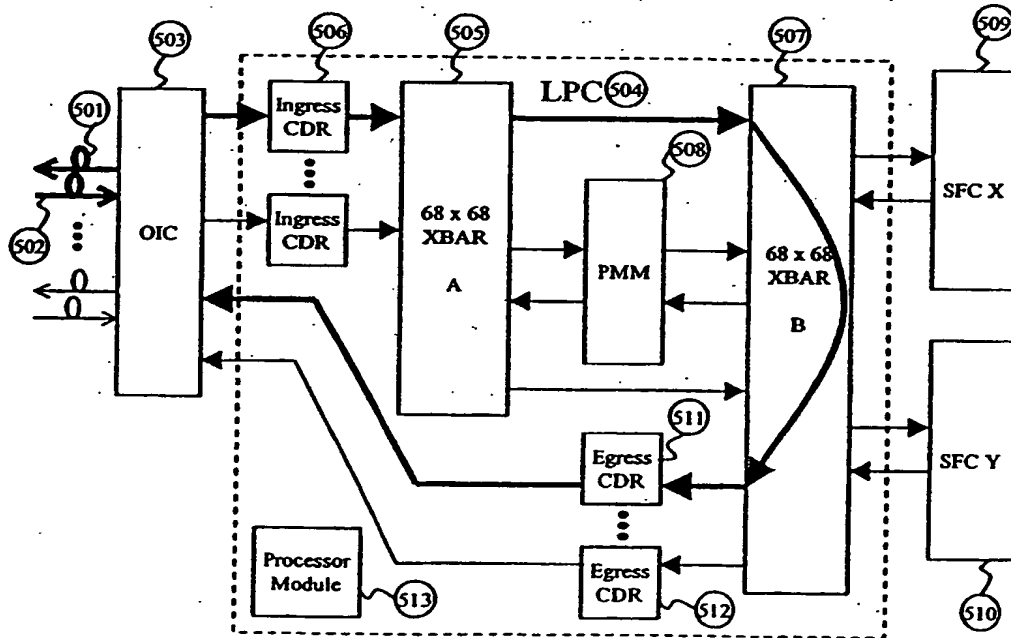 503
506
505
507
509
501
LPC 504
Ingress
CDR
508
502
OIC
Ingress
CDR
68 x 68
XBAR
A
PMM
68 x 68
XBAR
B
SFC X
511
Egress
CDR
SFC Y
Processor
Module
513
Egress
CDR
512
510